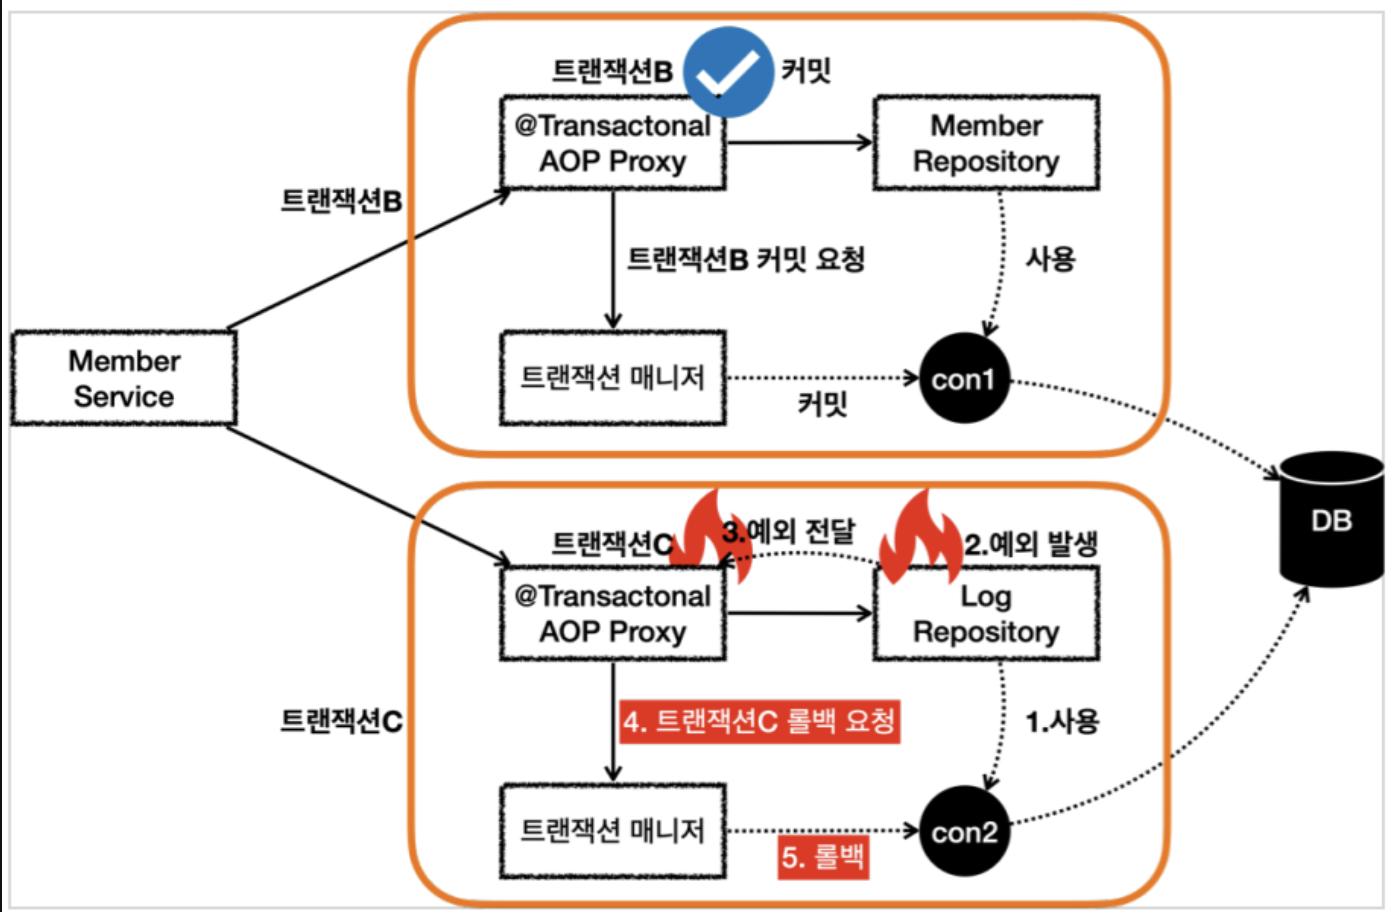 트랜잭션B 커밋
@Transactonal
AOP Proxy
Member
Repository
트랜잭션B
트랜잭션B 커밋 요청
사용
Member
Service
트랜잭션 매니저
커밋
con1
DB
트랜잭션C
3.예외 전달
2.예외 발생
@Transactonal
AOP Proxy
Log
Repository
트랜잭션C
4. 트랜잭션C 롤백 요청
1.사용
트랜잭션 매니저
5. 롤백
con2